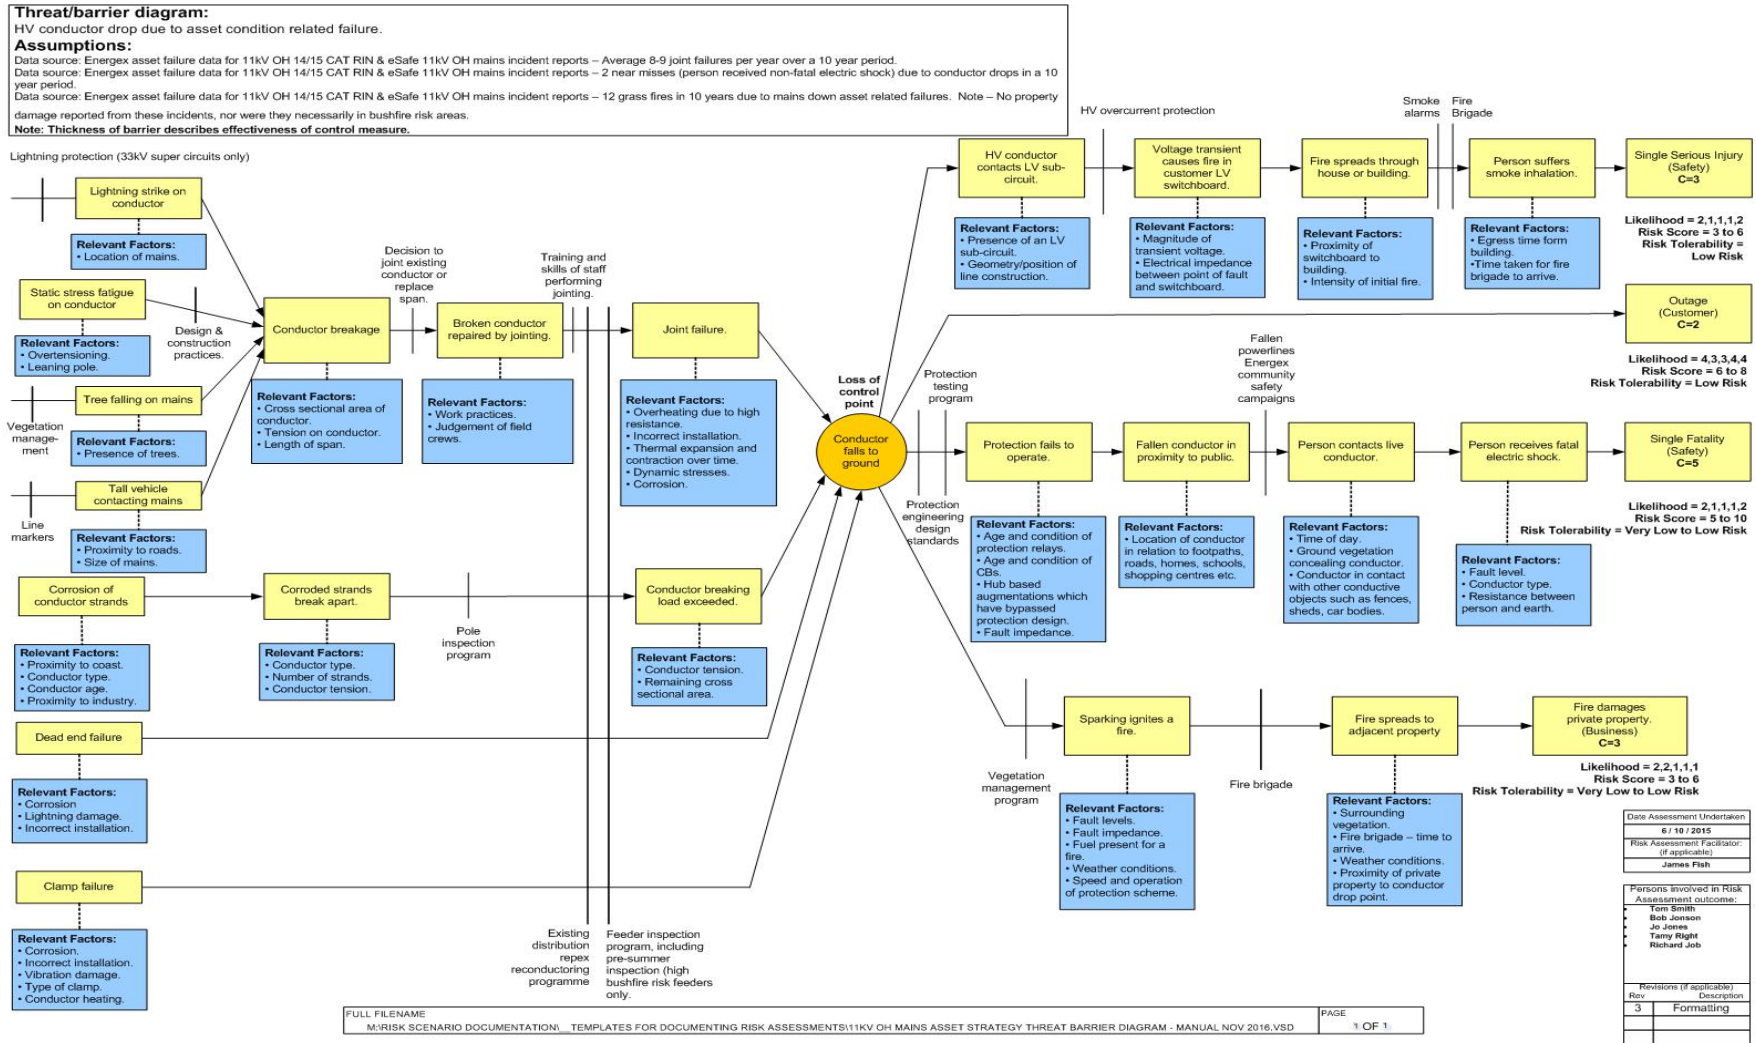 Threat/barrier diagram:
HV conductor drop due to asset condition related failure.
Assumptions:
Data source: Energex asset failure data for 11kV OH 14/15 CAT RIN & eSafe 11kV OH mains incident reports – Average 8-9 joint failures per year over a 10 year period.
Data source: Energex asset failure data for 11kV OH 14/15 CAT RIN & eSafe 11kV OH mains incident reports – 2 near misses (person received non-fatal electric shock) due to conductor drops in a 10
year period.
Data source: Energex asset failure data for 11kV OH 14/15 CAT RIN & eSafe 11kV OH mains incident reports – 12 grass fires in 10 years due to mains down asset related failures.  Note – No property
damage reported from these incidents, nor were they necessarily in bushfire risk areas.
Note: Thickness of barrier describes effectiveness of control measure.
Lightning protection (33kV super circuits only)
Lightning strike on
conductor
Relevant Factors:
• Location of mains.
Static stress fatigue
on conductor
Relevant Factors:
• Overtensioning.
• Leaning pole.
Design &
construction
practices.
Tree falling on mains
Vegetation
manage-
ment
Relevant Factors:
• Presence of trees.
Tall vehicle
contacting mains
Line
markers
Relevant Factors:
• Proximity to roads.
• Size of mains.
Conductor breakage
Relevant Factors:
• Cross sectional area of
conductor.
• Tension on conductor.
• Length of span.
Decision to
joint existing
conductor or
replace
span.
Broken conductor
repaired by jointing.
Relevant Factors:
• Work practices.
• Judgement of field
crews.
Training and
skills of staff
performing
jointing.
Joint failure.
Relevant Factors:
• Overheating due to high
resistance.
• Incorrect installation.
• Thermal expansion and
contraction over time.
• Dynamic stresses.
• Corrosion.
Corrosion of
conductor strands
Relevant Factors:
• Proximity to coast.
• Conductor type.
• Conductor age.
• Proximity to industry.
Corroded strands
break apart.
Relevant Factors:
• Conductor type.
• Number of strands.
• Conductor tension.
Pole
inspection
program
Conductor breaking
load exceeded.
Relevant Factors:
• Conductor tension.
• Remaining cross
sectional area.
Dead end failure
Relevant Factors:
• Corrosion
• Lightning damage.
• Incorrect installation.
Clamp failure
Relevant Factors:
• Corrosion.
• Incorrect installation.
• Vibration damage.
• Type of clamp.
• Conductor heating.
Existing
distribution
repex
reconductoring
programme
Feeder inspection
program, including
pre-summer
inspection (high
bushfire risk feeders
only.
Loss of
control
point
Conductor
falls to
ground
HV conductor
contacts LV sub-
circuit.
Relevant Factors:
• Presence of an LV
sub-circuit.
• Geometry/position of
line construction.
HV overcurrent protection
Voltage transient
causes fire in
customer LV
switchboard.
Relevant Factors:
• Magnitude of
transient voltage.
• Electrical impedance
between point of fault
and switchboard.
Fire spreads through
house or building.
Relevant Factors:
• Proximity of
switchboard to
building.
• Intensity of initial fire.
Smoke
alarms
Fire
Brigade
Person suffers
smoke inhalation.
Relevant Factors:
• Egress time form
building.
•Time taken for fire
brigade to arrive.
Single Serious Injury
(Safety)
C=3
Likelihood = 2,1,1,1,2
Risk Score = 3 to 6
Risk Tolerability =
Low Risk
Outage
(Customer)
C=2
Likelihood = 4,3,3,4,4
Risk Score = 6 to 8
Risk Tolerability = Low Risk
Protection
testing
program
Protection
engineering
design
standards
Protection fails to
operate.
Relevant Factors:
• Age and condition of
protection relays.
• Age and condition of
CBs.
• Hub based
augmentations which
have bypassed
protection design.
• Fault impedance.
Fallen conductor in
proximity to public.
Relevant Factors:
• Location of conductor
in relation to footpaths,
roads, homes, schools,
shopping centres etc.
Fallen
powerlines
Energex
community
safety
campaigns
Person contacts live
conductor.
Relevant Factors:
• Time of day.
• Ground vegetation
concealing conductor.
• Conductor in contact
with other conductive
objects such as fences,
sheds, car bodies.
Person receives fatal
electric shock.
Relevant Factors:
• Fault level.
• Conductor type.
• Resistance between
person and earth.
Single Fatality
(Safety)
C=5
Likelihood = 2,1,1,1,2
Risk Score = 5 to 10
Risk Tolerability = Very Low to Low Risk
Vegetation
management
program
Sparking ignites a
fire.
Relevant Factors:
• Fault levels.
• Fault impedance.
• Fuel present for a
fire.
• Weather conditions.
• Speed and operation
of protection scheme.
Fire brigade
Fire spreads to
adjacent property
Relevant Factors:
• Surrounding
vegetation.
• Fire brigade – time to
arrive.
• Weather conditions.
• Proximity of private
property to conductor
drop point.
Fire damages
private property.
(Business)
C=3
Likelihood = 2,2,1,1,1
Risk Score = 3 to 6
Risk Tolerability = Very Low to Low Risk
Date Assessment Undertaken
6 / 10 / 2015
Risk Assessment Facilitator:
(if applicable)
James Fish
Persons involved in Risk
Assessment outcome:
• Tom Smith
• Bob Jonson
• Jo Jones
• Tamy Right
• Richard Job
Revisions (if applicable)
Rev Description
3 Formatting
FULL FILENAME
M:\RISK SCENARIO DOCUMENTATION\__TEMPLATES FOR DOCUMENTING RISK ASSESSMENTS\11KV OH MAINS ASSET STRATEGY THREAT BARRIER DIAGRAM - MANUAL NOV 2016.VSD
PAGE
1 OF 1